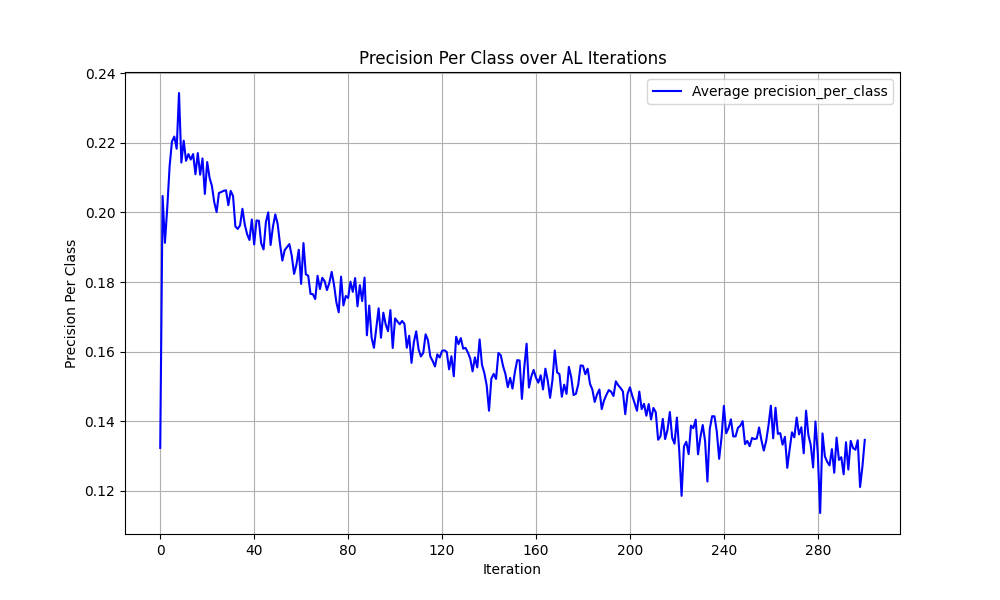 Precision Per Class over AL Iterations
Average precision_per_class
Precision Per Class
0.24
0.22
0.20
0.18
0.16
0.14
0.12
0 40 80 120 160 200 240 280
Iteration